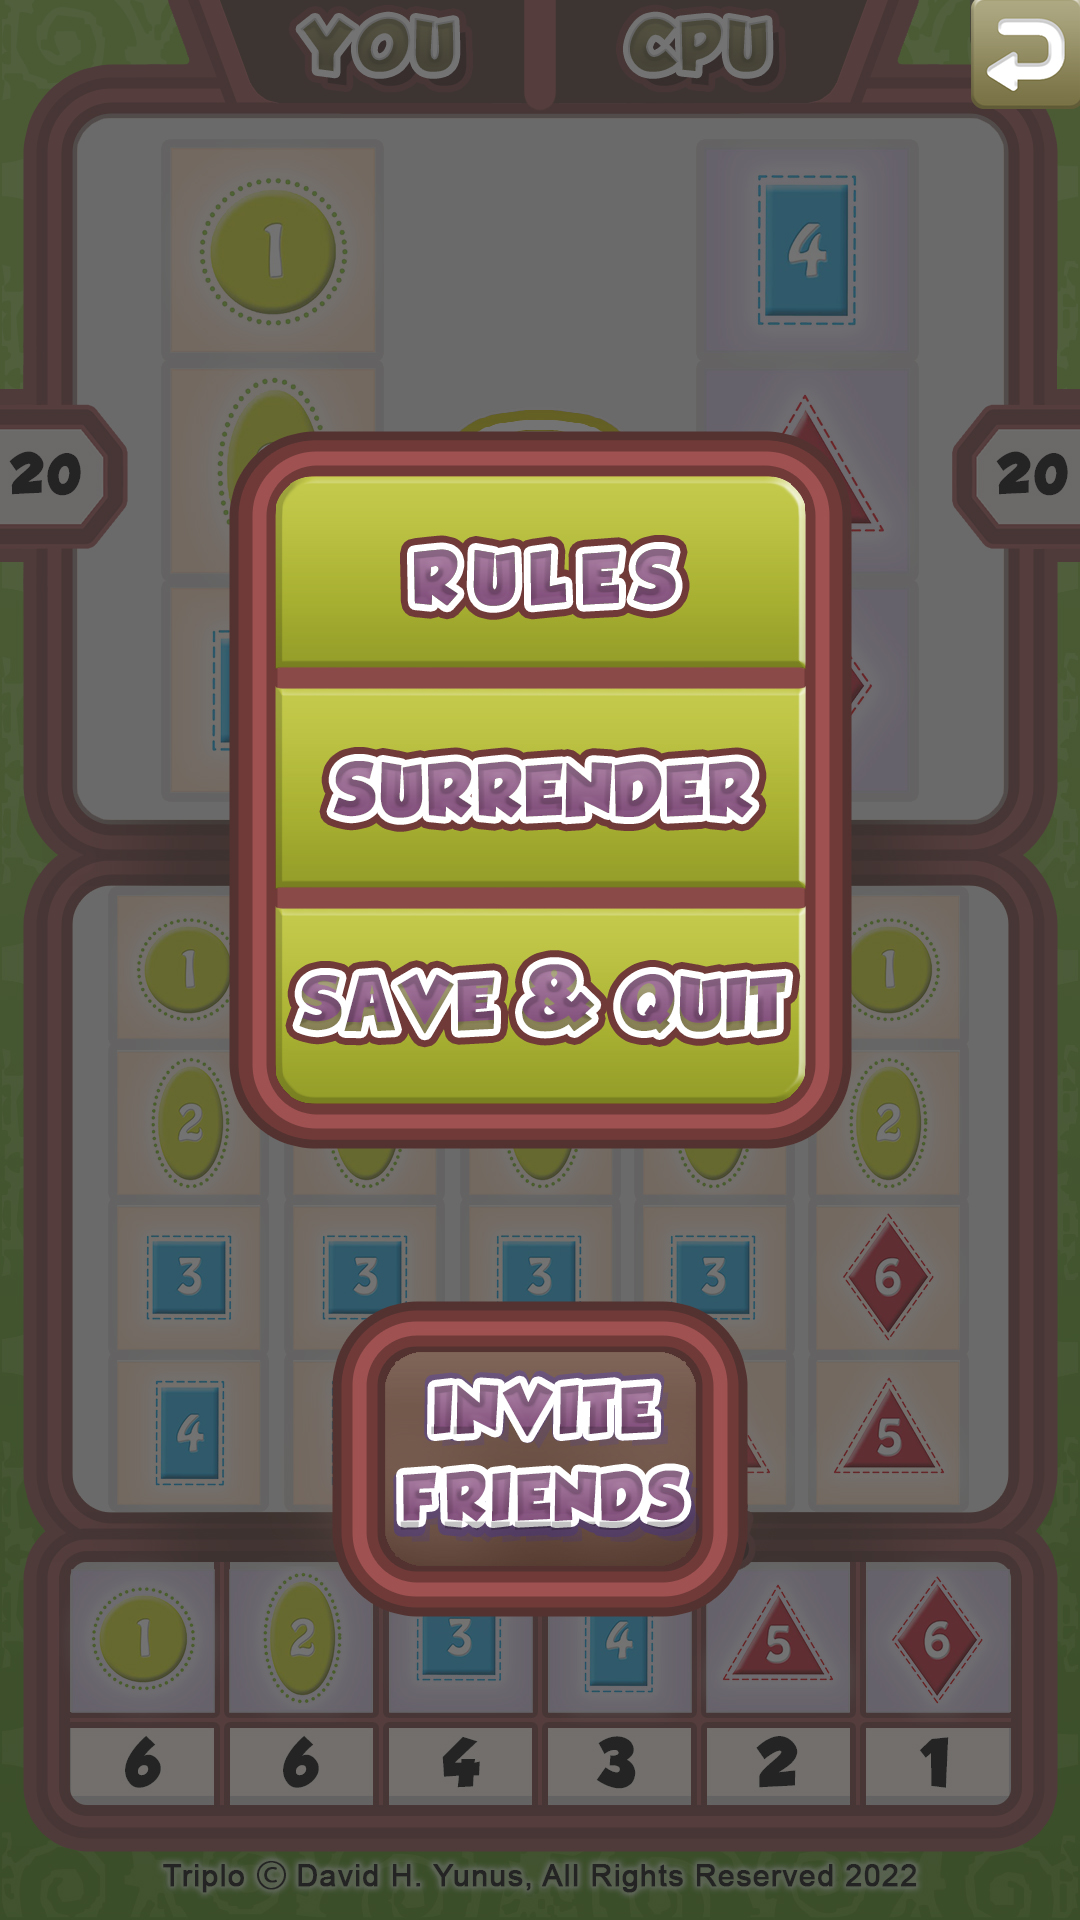 YOU CPU
1 4
20 20
RULES
SURRENDER
SAVE & QUIT
1 1
2 2
3 3 3 3 6
4 5
INVITE
FRIENDS
1 2 3 4 5 6
6 6 4 3 2 1
Triplo © David H. Yunus, All Rights Reserved 2022